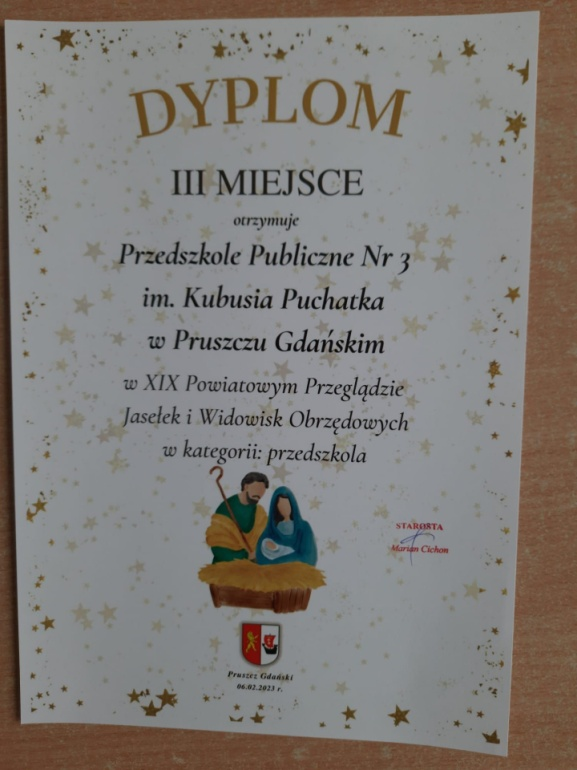 DYPLOM
III MIEJSCE
otrzymuje
Przedszkole Publiczne Nr 3
im. Kubusia Puchatka
w Pruszczu Gdańskim
w XIX Powiatowym Przeglądzie
Jasełek i Widowisk Obrzędowych
w kategorii: przedszkola
STAROSTA
Marian Cichon
Pruszcz Gdański
06.02.2023 r.